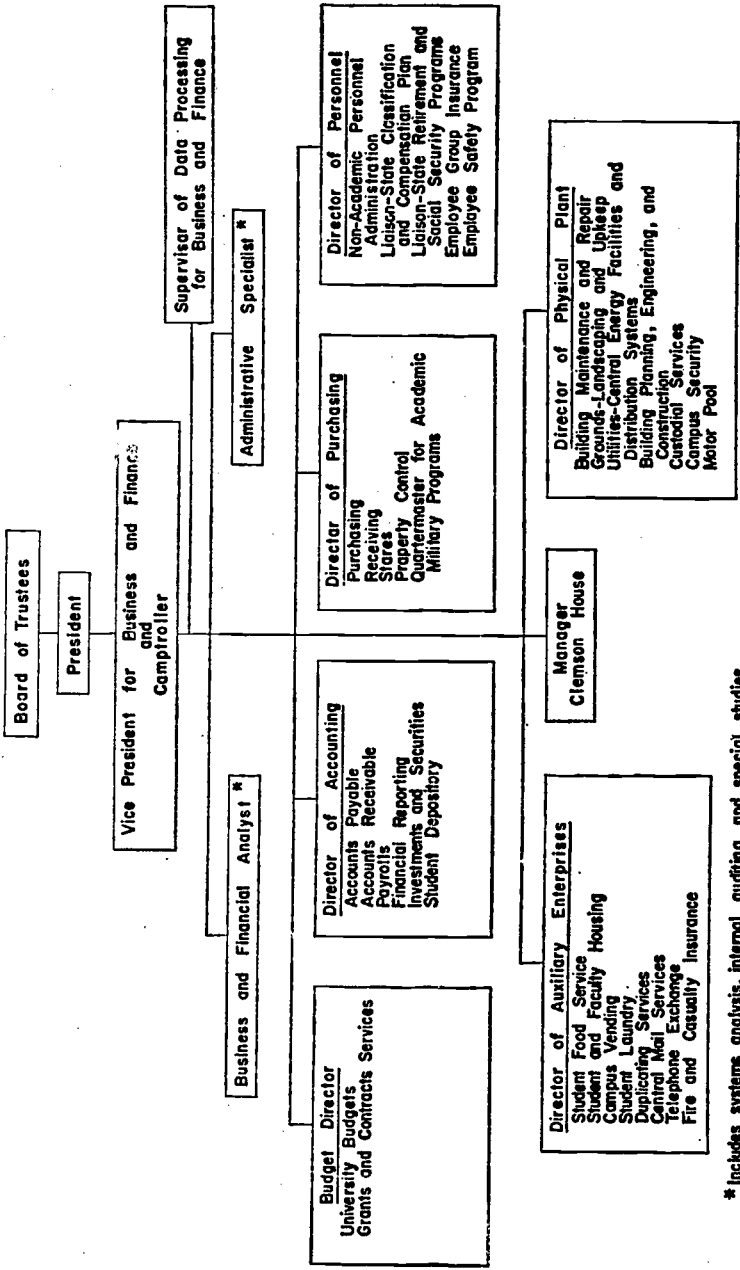 Board of Trustees
President
Vice President for Business and Finance
and
Comptroller
Supervisor of Data Processing
for Business and Finance
Business and Financial Analyst *
Administrative Specialist *
Budget Director
University Budgets
Grants and Contracts Services
Director of Accounting
Accounts Payable
Accounts Receivable
Payrolls
Financial Reporting
Investments and Securities
Student Depository
Director of Purchasing
Purchasing
Receiving
Stores
Property Control
Quartermaster for Academic
Military Programs
Director of Personnel
Non-Academic Personnel
Administration
Liaison-State Classification
and Compensation Plan
Liaison-State Retirement and
Social Security Programs
Employee Group Insurance
Employee Safety Program
Director of Auxiliary Enterprises
Student Food Service
Student and Faculty Housing
Campus Vending
Student Laundry
Duplicating Services
Central Mail Services
Telephone Exchange
Fire and Casualty Insurance
Manager
Clemson House
Director of Physical Plant
Building Maintenance and Repair
Grounds-Landscaping and Upkeep
Utilities-Central Energy Facilities and
Distribution Systems
Building Planning, Engineering, and
Construction
Custodial Services
Campus Security
Motor Pool
* Includes systems analysis, internal auditing, and special studies